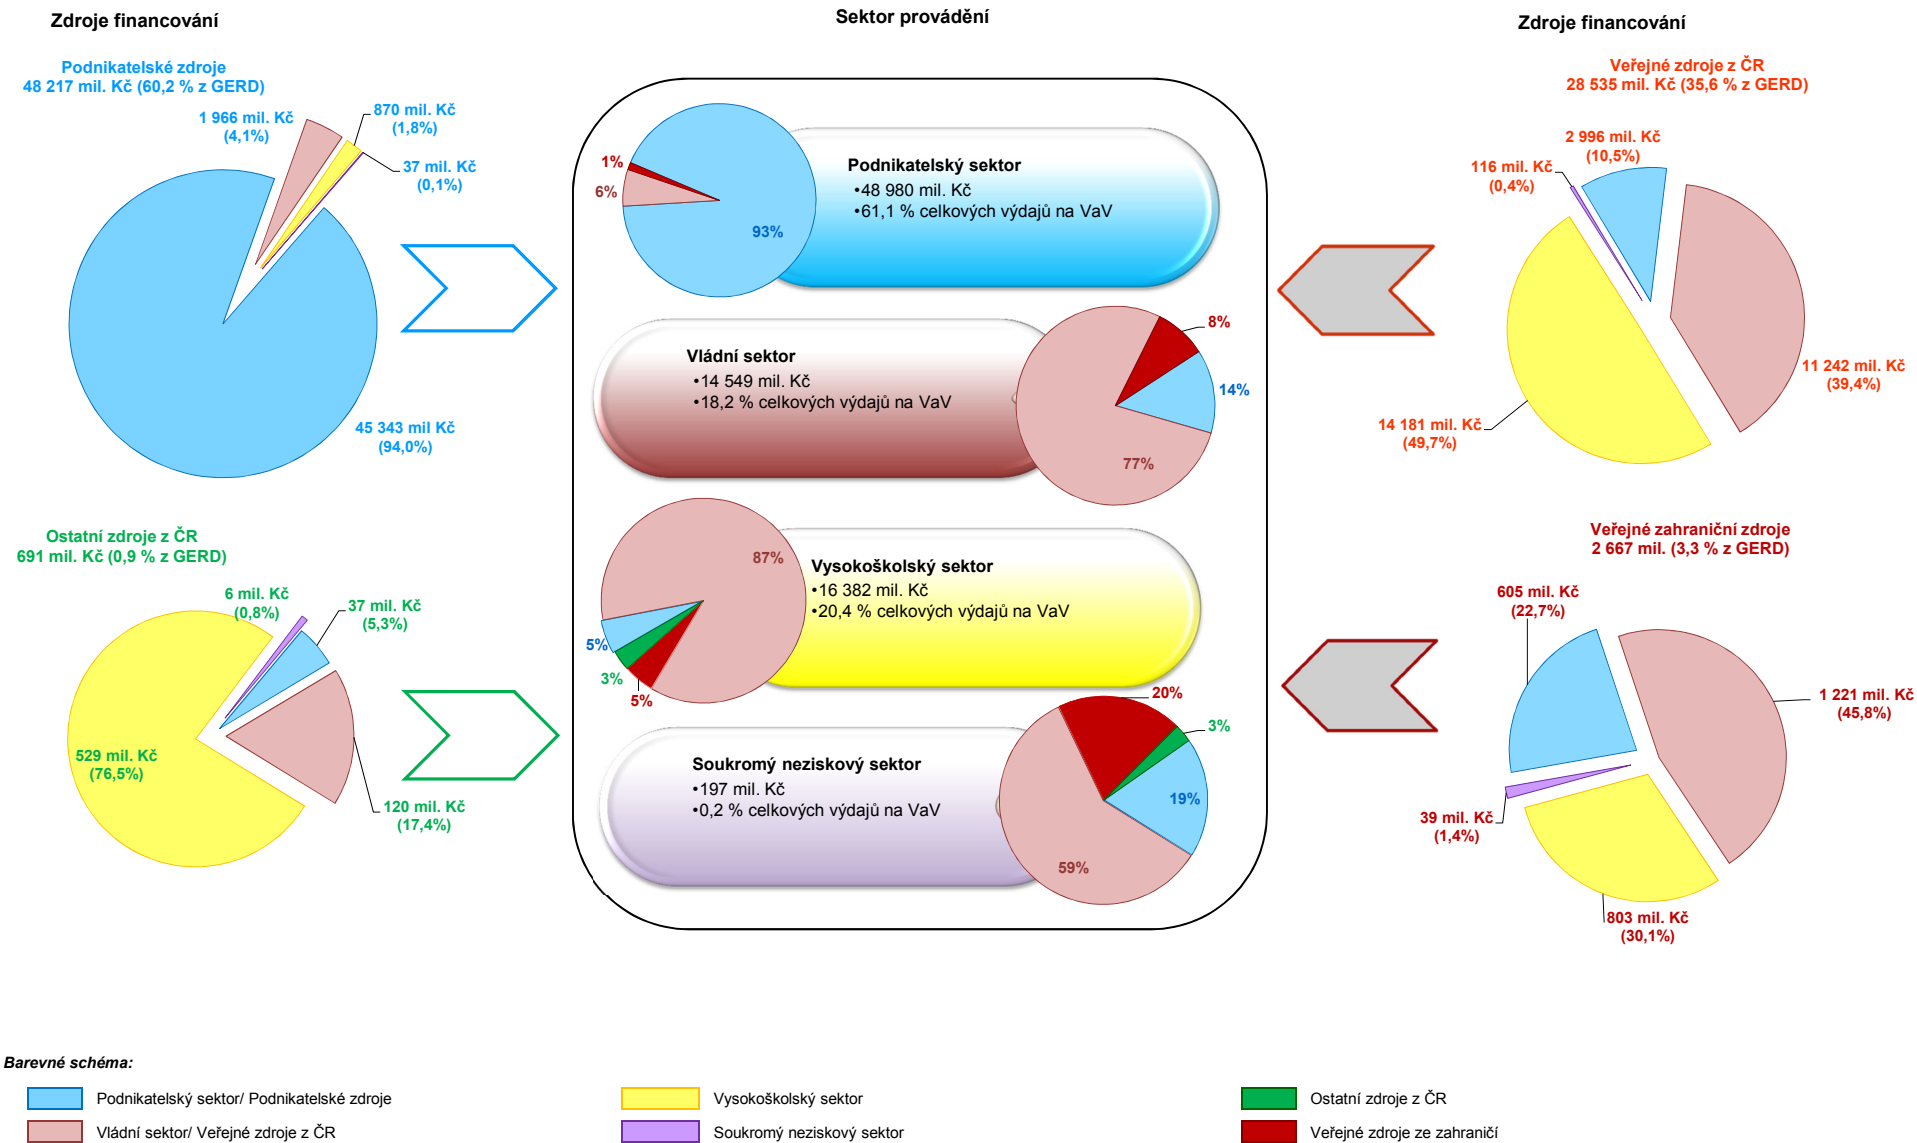 Zdroje financování
Sektor provádění
Zdroje financování
Podnikatelské zdroje
48 217 mil. Kč (60,2 % z GERD)
1 966 mil. Kč
(4,1%)
870 mil. Kč
(1,8%)
37 mil. Kč
(0,1%)
45 343 mil Kč
(94,0%)
Ostatní zdroje z ČR
691 mil. Kč (0,9 % z GERD)
6 mil. Kč
(0,8%)
37 mil. Kč
(5,3%)
529 mil. Kč
(76,5%)
120 mil. Kč
(17,4%)
1%
6%
93%
Podnikatelský sektor
•48 980 mil. Kč
•61,1 % celkových výdajů na VaV
Vládní sektor
•14 549 mil. Kč
•18,2 % celkových výdajů na VaV
8%
14%
77%
87%
5%
3%
5%
Vysokoškolský sektor
•16 382 mil. Kč
•20,4 % celkových výdajů na VaV
Soukromý neziskový sektor
•197 mil. Kč
•0,2 % celkových výdajů na VaV
20%
3%
19%
59%
Veřejné zdroje z ČR
28 535 mil. Kč (35,6 % z GERD)
2 996 mil. Kč
(10,5%)
116 mil. Kč
(0,4%)
11 242 mil. Kč
(39,4%)
14 181 mil. Kč
(49,7%)
Veřejné zahraniční zdroje
2 667 mil. (3,3 % z GERD)
605 mil. Kč
(22,7%)
1 221 mil. Kč
(45,8%)
39 mil. Kč
(1,4%)
803 mil. Kč
(30,1%)
Barevné schéma:
Podnikatelský sektor/ Podnikatelské zdroje
Vysokoškolský sektor
Ostatní zdroje z ČR
Vládní sektor/ Veřejné zdroje z ČR
Soukromý neziskový sektor
Veřejné zdroje ze zahraničí